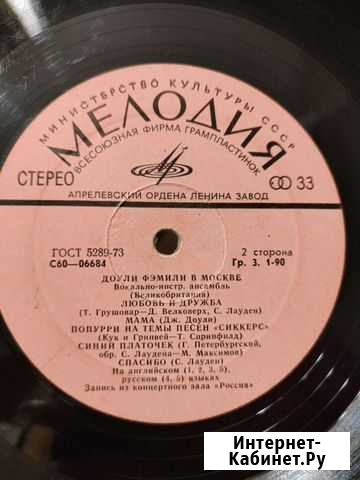 МИНИСТЕРСТВО КУЛЬТУРЫ СССР
МЕЛОДИЯ
ВСЕСОЮЗНАЯ ФИРМА ГРАМПЛАСТИНОК
СТЕРЕО 33
АПРЕЛЕВСКИЙ ОРДЕНА ЛЕНИНА ЗАВОД
ГОСТ 5289-73 2 сторона
С60—06684 Гр. 3. 1-90
ДОУЛИ ФЭМИЛИ В МОСКВЕ
Вокально-инстр. ансамбль
(Великобритания)
ЛЮБОВЬ И ДРУЖБА
(Т. Грушовар—Д. Велковерх, С. Лауден)
МАМА (Дж. Доули)
ПОПУРРИ НА ТЕМЫ ПЕСЕН «СИККЕРС»
(Кук и Гринвей—Т. Спрингфилд)
СИНИЙ ПЛАТОЧЕК (Г. Петербургский,
обр. С. Лаудена—М. Максимов)
СПАСИБО (С. Лауден)
На английском (1, 2, 3, 5),
русском (4, 5) языках
Запись из концертного зала «Россия»
Интернет-
Кабинет.Ру